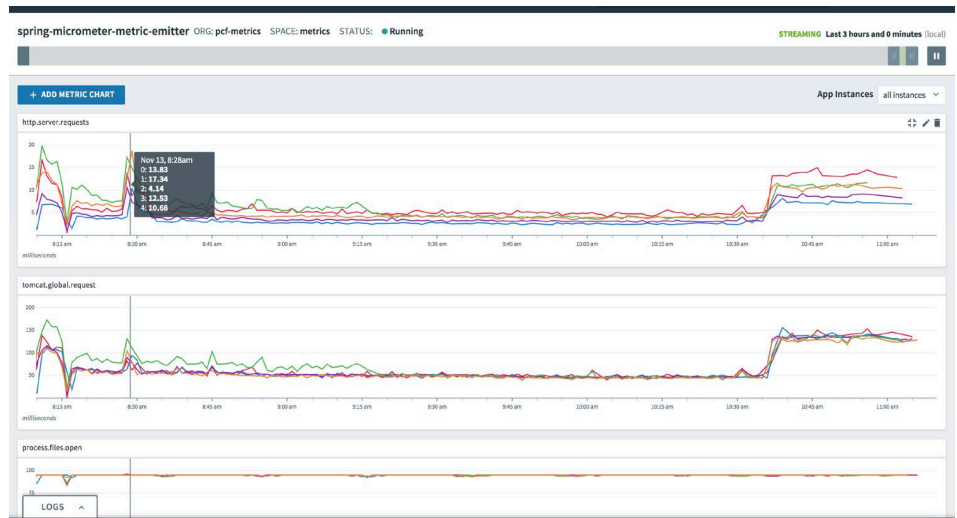 spring-micrometer-metric-emitter ORG: pcf-metrics SPACE: metrics STATUS: Running
STREAMING Last 3 hours and 0 minutes (local)
+ ADD METRIC CHART
App Instances all instances
http.server.requests
20
15
10
5
Nov 13, 8:28am
0: 13.83
1: 17.34
2: 4.14
3: 12.53
4: 10.68
8:15 am 8:30 am 8:45 am 9:00 am 9:15 am 9:30 am 9:45 am 10:00 am 10:15 am 10:30 am 10:45 am 11:00 am
milliseconds
tomcat.global.request
200
150
100
50
8:15 am 8:30 am 8:45 am 9:00 am 9:15 am 9:30 am 9:45 am 10:00 am 10:15 am 10:30 am 10:45 am 11:00 am
milliseconds
process.files.open
100
LOGS